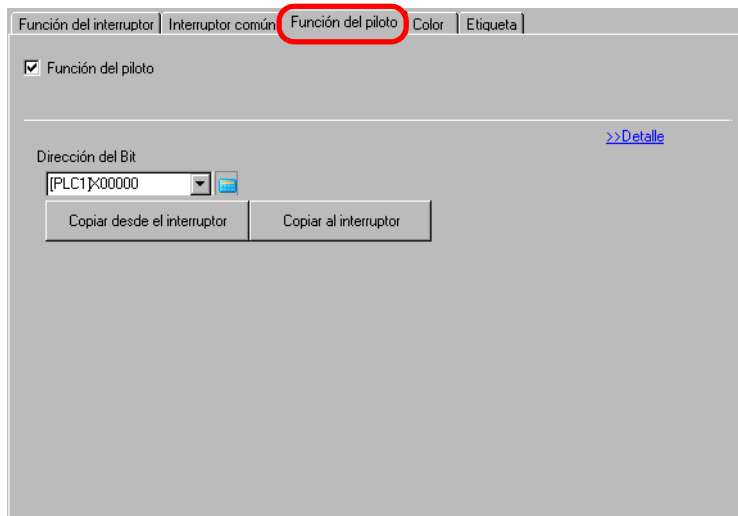 Función del interruptor Interruptor común Función del piloto Color Etiqueta
Función del piloto
>>Detalle
Dirección del Bit
[PLC1]X00000
Copiar desde el interruptor Copiar al interruptor